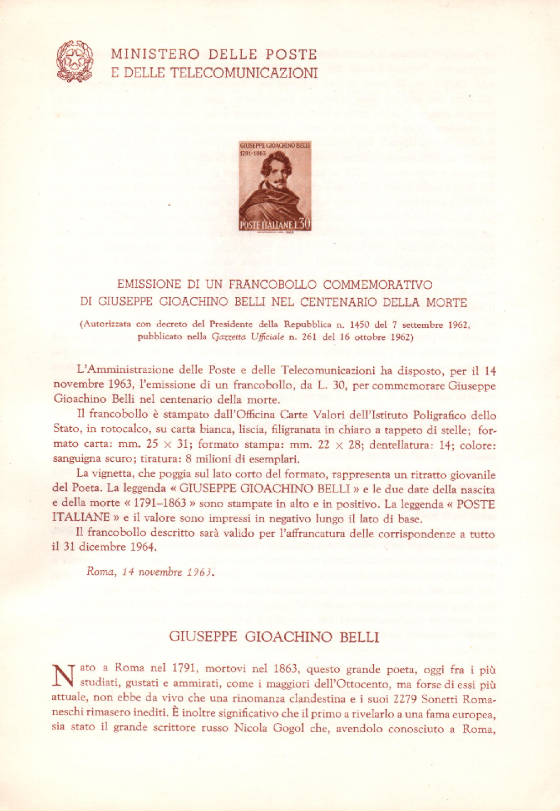 MINISTERO DELLE POSTE
E DELLE TELECOMUNICAZIONI
GIUSEPPE GIOACHINO BELLI
1791-1863
POSTE ITALIANE L.30
EMISSIONE DI UN FRANCOBOLLO COMMEMORATIVO
DI GIUSEPPE GIOACHINO BELLI NEL CENTENARIO DELLA MORTE
(Autorizzata con decreto del Presidente della Repubblica n. 1450 del 7 settembre 1962,
pubblicato nella Gazzetta Ufficiale n. 261 del 16 ottobre 1962)
L'Amministrazione delle Poste e delle Telecomunicazioni ha disposto, per il 14
novembre 1963, l'emissione di un francobollo, da L. 30, per commemorare Giuseppe
Gioachino Belli nel centenario della morte.
Il francobollo è stampato dall'Officina Carte Valori dell'Istituto Poligrafico dello
Stato, in rotocalco, su carta bianca, liscia, filigranata in chiaro a tappeto di stelle; for-
mato carta: mm. 25 × 31; formato stampa: mm. 22 × 28; dentellatura: 14; colore:
sanguigna scuro; tiratura: 8 milioni di esemplari.
La vignetta, che poggia sul lato corto del formato, rappresenta un ritratto giovanile
del Poeta. La leggenda « GIUSEPPE GIOACHINO BELLI » e le due date della nascita
e della morte « 1791-1863 » sono stampate in alto e in positivo. La leggenda « POSTE
ITALIANE » e il valore sono impressi in negativo lungo il lato di base.
Il francobollo descritto sarà valido per l'affrancatura delle corrispondenze a tutto
il 31 dicembre 1964.
Roma, 14 novembre 1963.
GIUSEPPE GIOACHINO BELLI
Nato a Roma nel 1791, mortovi nel 1863, questo grande poeta, oggi fra i più
studiati, gustati e ammirati, come i maggiori dell'Ottocento, ma forse di essi più
attuale, non ebbe da vivo che una rinomanza clandestina e i suoi 2279 Sonetti Roma-
neschi rimasero inediti. È inoltre significativo che il primo a rivelarlo a una fama europea,
sia stato il grande scrittore russo Nicola Gogol che, avendolo conosciuto a Roma,